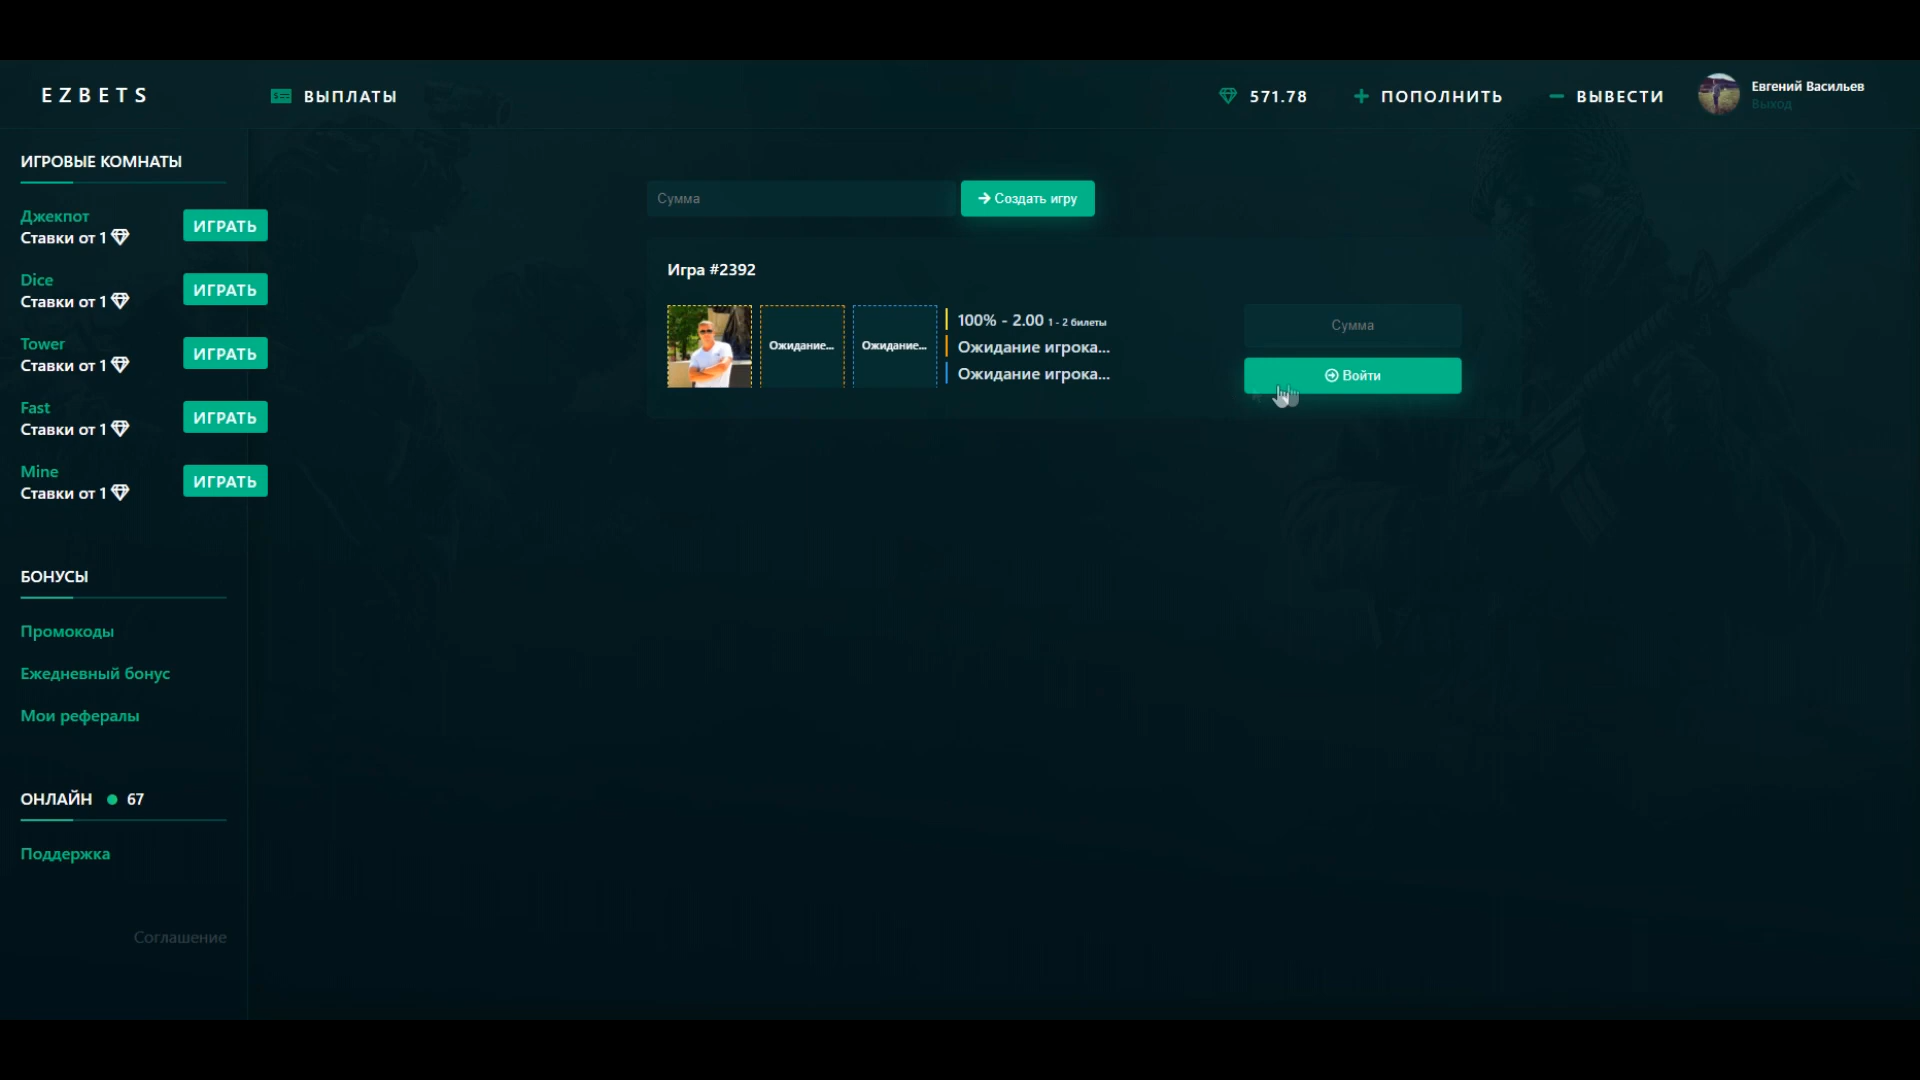 EZBETS
ВЫПЛАТЫ
571.78
ПОПОЛНИТЬ
ВЫВЕСТИ
Евгений Васильев
Выход
ИГРОВЫЕ КОМНАТЫ
Джекпот
Ставки от 1
ИГРАТЬ
Dice
Ставки от 1
ИГРАТЬ
Tower
Ставки от 1
ИГРАТЬ
Fast
Ставки от 1
ИГРАТЬ
Mine
Ставки от 1
ИГРАТЬ
БОНУСЫ
Промокоды
Ежедневный бонус
Мои рефералы
ОНЛАЙН 67
Поддержка
Соглашение
Сумма
Создать игру
Игра #2392
Ожидание...
Ожидание...
100% - 2.00 1 - 2 билеты
Ожидание игрока...
Ожидание игрока...
Сумма
Войти